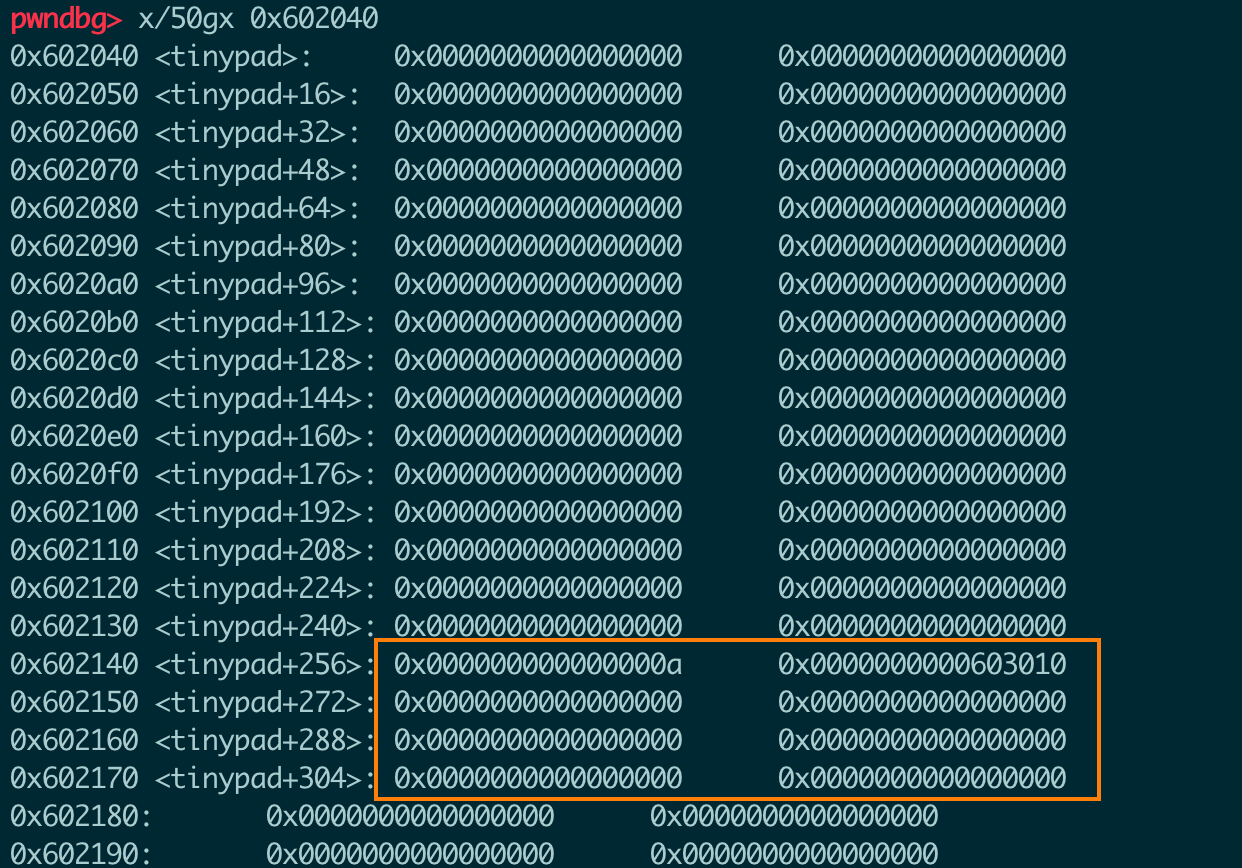 pwndbg> x/50gx 0x602040
0x602040 <tinypad>: 0x0000000000000000 0x0000000000000000
0x602050 <tinypad+16>: 0x0000000000000000 0x0000000000000000
0x602060 <tinypad+32>: 0x0000000000000000 0x0000000000000000
0x602070 <tinypad+48>: 0x0000000000000000 0x0000000000000000
0x602080 <tinypad+64>: 0x0000000000000000 0x0000000000000000
0x602090 <tinypad+80>: 0x0000000000000000 0x0000000000000000
0x6020a0 <tinypad+96>: 0x0000000000000000 0x0000000000000000
0x6020b0 <tinypad+112>: 0x0000000000000000 0x0000000000000000
0x6020c0 <tinypad+128>: 0x0000000000000000 0x0000000000000000
0x6020d0 <tinypad+144>: 0x0000000000000000 0x0000000000000000
0x6020e0 <tinypad+160>: 0x0000000000000000 0x0000000000000000
0x6020f0 <tinypad+176>: 0x0000000000000000 0x0000000000000000
0x602100 <tinypad+192>: 0x0000000000000000 0x0000000000000000
0x602110 <tinypad+208>: 0x0000000000000000 0x0000000000000000
0x602120 <tinypad+224>: 0x0000000000000000 0x0000000000000000
0x602130 <tinypad+240>: 0x0000000000000000 0x0000000000000000
0x602140 <tinypad+256>: 0x000000000000000a 0x0000000000603010
0x602150 <tinypad+272>: 0x0000000000000000 0x0000000000000000
0x602160 <tinypad+288>: 0x0000000000000000 0x0000000000000000
0x602170 <tinypad+304>: 0x0000000000000000 0x0000000000000000
0x602180: 0x0000000000000000 0x0000000000000000
0x602190: 0x0000000000000000 0x0000000000000000